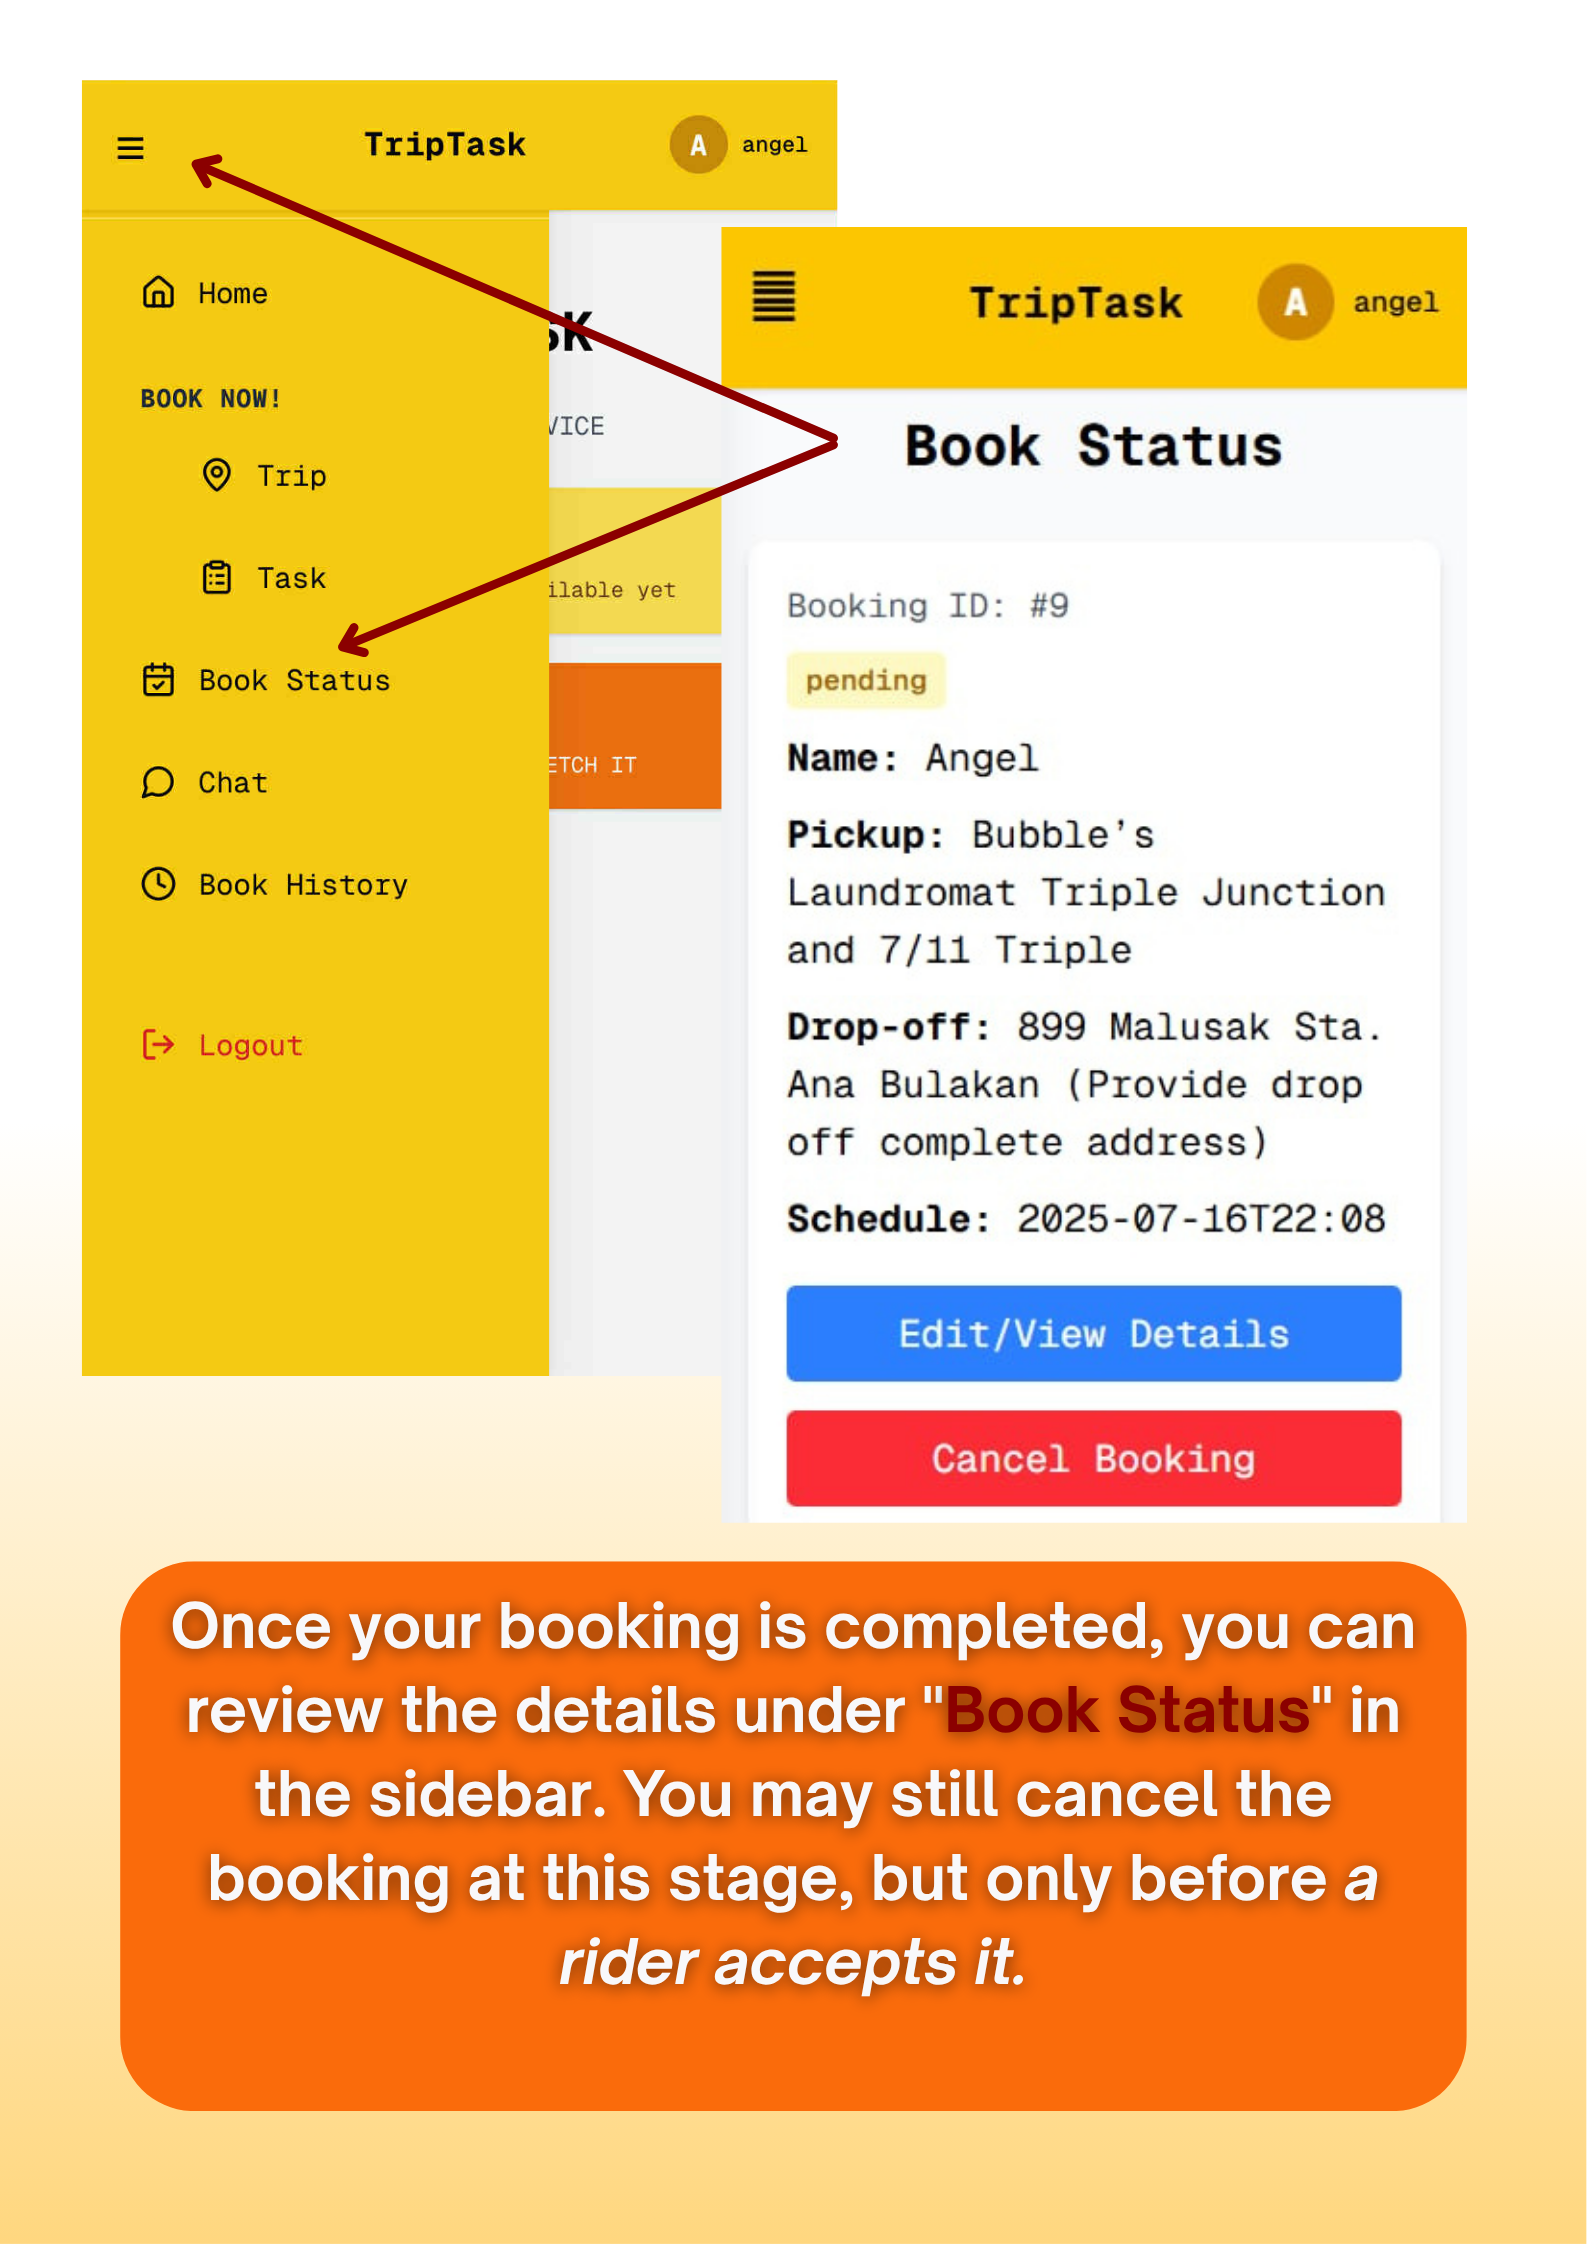 TripTask
A
angel
Home
BOOK NOW!
Trip
Task
Book Status
Chat
Book History
Logout
VICE
ilable yet
ETCH IT
TripTask
A
angel
Book Status
Booking ID: #9
pending
Name: Angel
Pickup: Bubble's
Laundromat Triple Junction
and 7/11 Triple
Drop-off: 899 Malusak Sta.
Ana Bulakan (Provide drop
off complete address)
Schedule: 2025-07-16T22:08
Edit/View Details
Cancel Booking
Once your booking is completed, you can
review the details under "Book Status" in
the sidebar. You may still cancel the
booking at this stage, but only before a
rider accepts it.